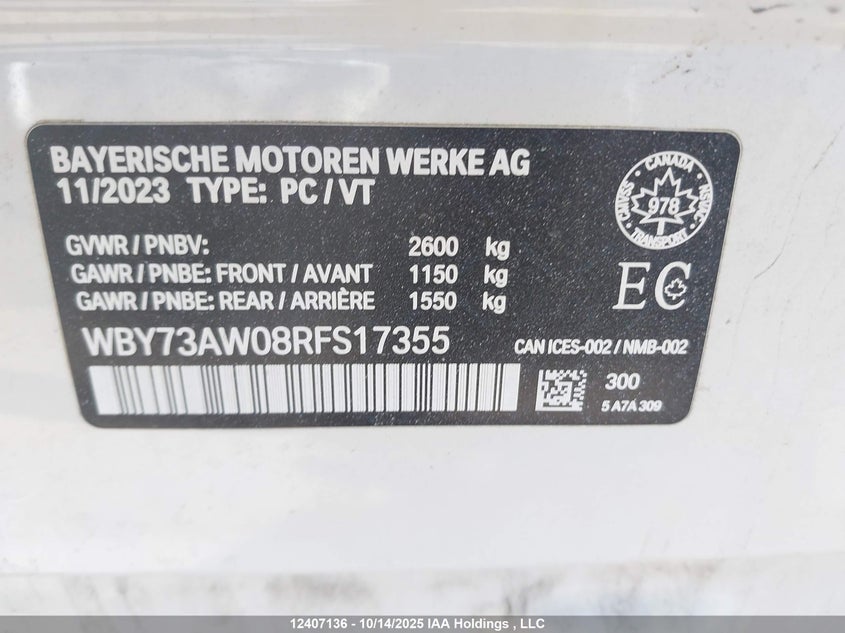 BAYERISCHE MOTOREN WERKE AG
11/2023 TYPE: PC / VT
GVWR / PNBV: 2600 kg
GAWR / PNBE: FRONT / AVANT 1150 kg
GAWR / PNBE: REAR / ARRIÈRE 1550 kg
CANADA
CMVSS
NSVAC
978
TRANSPORT
EC
WBY73AW08RFS17355
CAN ICES-002 / NMB-002
300
5 A7A 309
12407136 - 10/14/2025 IAA Holdings , LLC